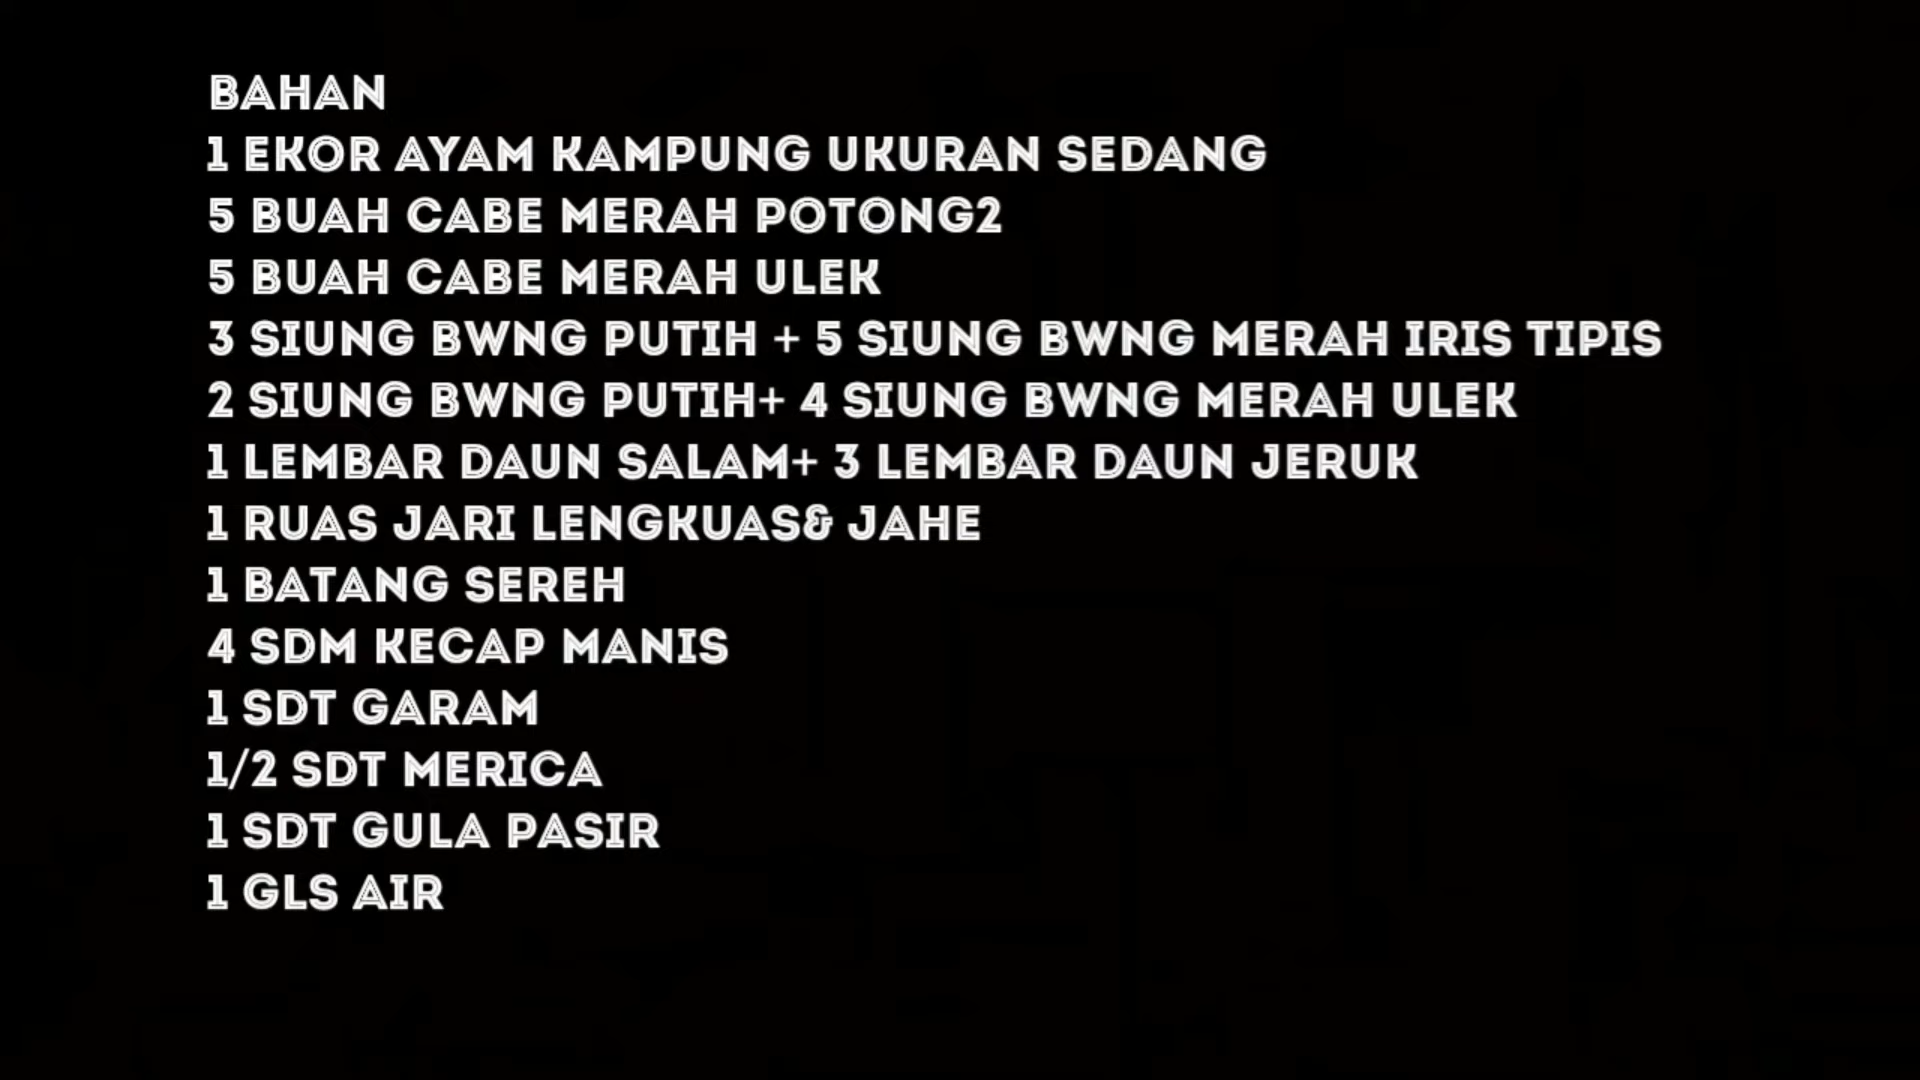 BAHAN
1 EKOR AYAM KAMPUNG UKURAN SEDANG
5 BUAH CABE MERAH POTONG2
5 BUAH CABE MERAH ULEK
3 SIUNG BWNG PUTIH + 5 SIUNG BWNG MERAH IRIS TIPIS
2 SIUNG BWNG PUTIH+ 4 SIUNG BWNG MERAH ULEK
1 LEMBAR DAUN SALAM+ 3 LEMBAR DAUN JERUK
1 RUAS JARI LENGKUAS& JAHE
1 BATANG SEREH
4 SDM KECAP MANIS
1 SDT GARAM
1/2 SDT MERICA
1 SDT GULA PASIR
1 GLS AIR